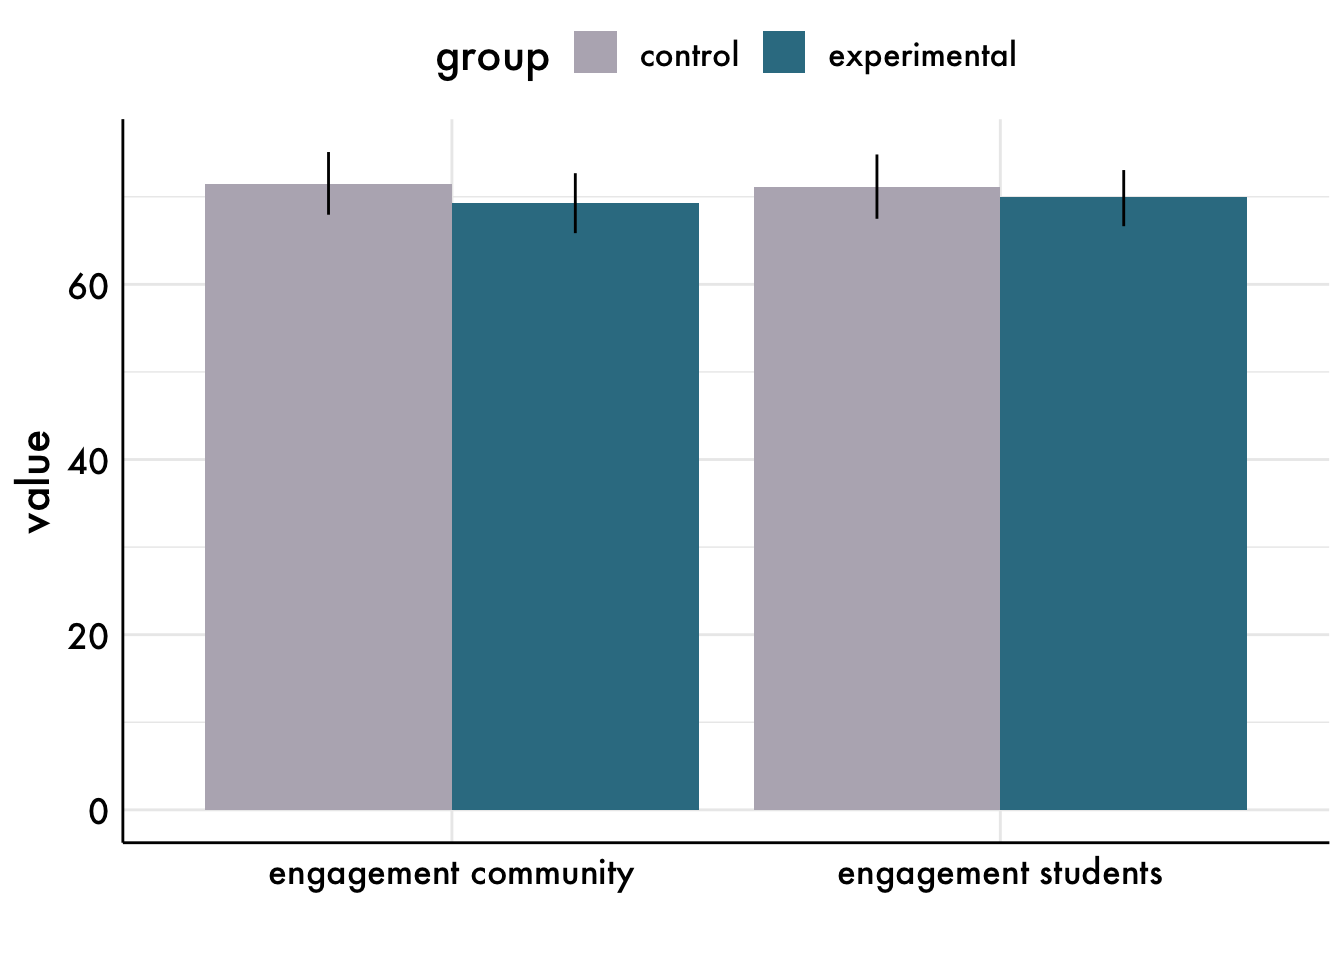 group control experimental
value
60
40
20
0
engagement community engagement students